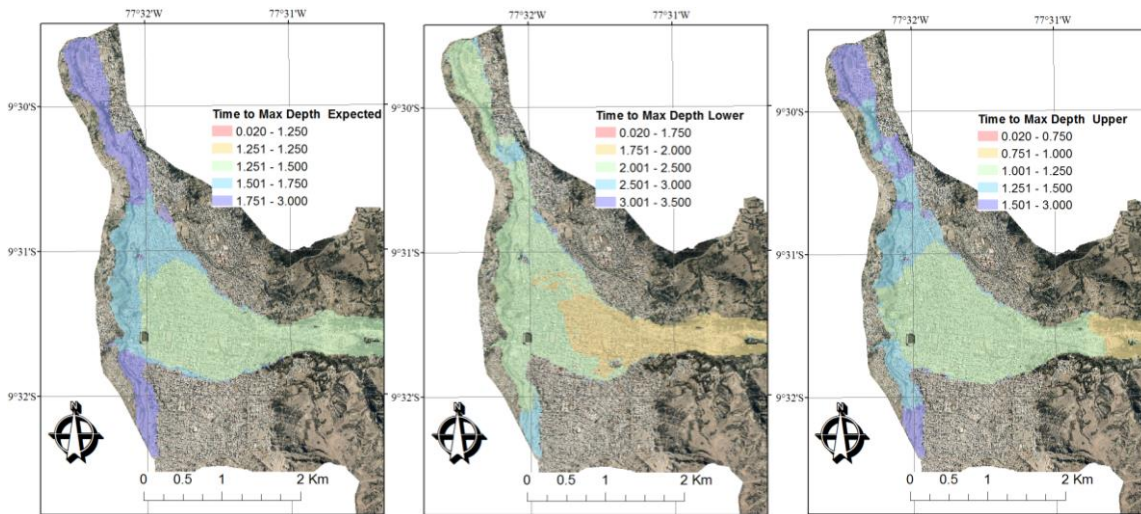 77°32'W 77°31'W
9°30'S
9°31'S
9°32'S
Time to Max Depth Expected
0.020 - 1.250
1.251 - 1.250
1.251 - 1.500
1.501 - 1.750
1.751 - 3.000
0 0.5 1 2 Km
77°32'W 77°31'W
9°30'S
9°31'S
9°32'S
Time to Max Depth Lower
0.020 - 1.750
1.751 - 2.000
2.001 - 2.500
2.501 - 3.000
3.001 - 3.500
0 0.5 1 2 Km
77°32'W 77°31'W
9°30'S
9°31'S
9°32'S
Time to Max Depth Upper
0.020 - 0.750
0.751 - 1.000
1.001 - 1.250
1.251 - 1.500
1.501 - 3.000
0 0.5 1 2 Km